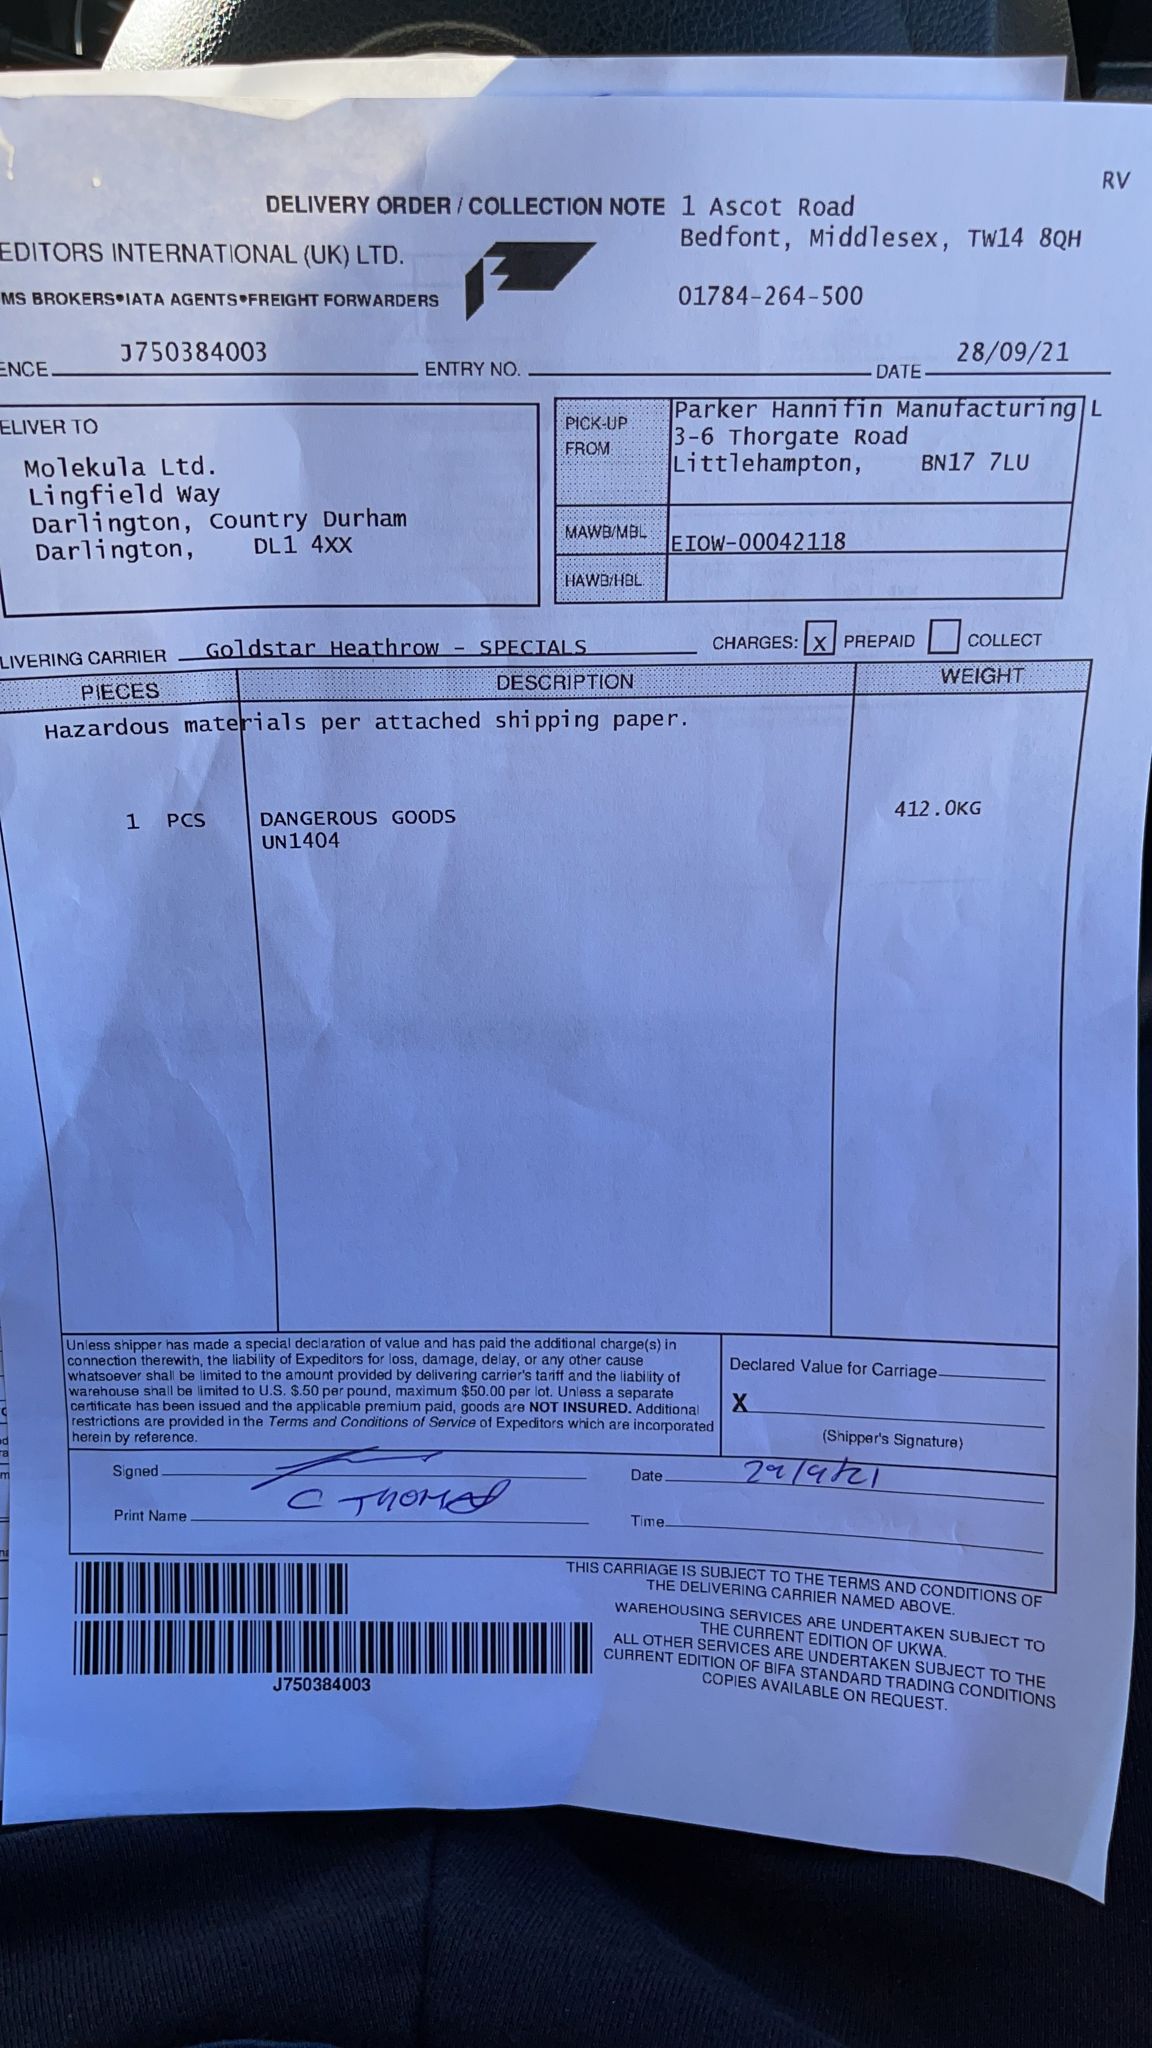 RV
DELIVERY ORDER / COLLECTION NOTE 1 Ascot Road
Bedfont, Middlesex, TW14 8QH
EDITORS INTERNATIONAL (UK) LTD.
MS BROKERS•IATA AGENTS•FREIGHT FORWARDERS
01784-264-500
ENCE J750384003 ENTRY NO. DATE 28/09/21
ELIVER TO
Molekula Ltd.
Lingfield Way
Darlington, Country Durham
Darlington, DL1 4XX
PICK-UP
FROM
Parker Hannifin Manufacturing L
3-6 Thorgate Road
Littlehampton, BN17 7LU
MAWB/MBL EIOW-00042118
HAWB/HBL
LIVERING CARRIER Goldstar Heathrow - SPECIALS CHARGES: X PREPAID COLLECT
PIECES DESCRIPTION WEIGHT
Hazardous materials per attached shipping paper.
1 PCS DANGEROUS GOODS 412.0KG
UN1404
Unless shipper has made a special declaration of value and has paid the additional charge(s) in
connection therewith, the liability of Expeditors for loss, damage, delay, or any other cause
whatsoever shall be limited to the amount provided by delivering carrier's tariff and the liability of
warehouse shall be limited to U.S. $.50 per pound, maximum $50.00 per lot. Unless a separate
certificate has been issued and the applicable premium paid, goods are NOT INSURED. Additional
restrictions are provided in the Terms and Conditions of Service of Expeditors which are incorporated
herein by reference.
Declared Value for Carriage
X
(Shipper's Signature)
Signed
Print Name C THOMAS
Date 29/9/21
Time
THIS CARRIAGE IS SUBJECT TO THE TERMS AND CONDITIONS OF
THE DELIVERING CARRIER NAMED ABOVE.
WAREHOUSING SERVICES ARE UNDERTAKEN SUBJECT TO
THE CURRENT EDITION OF UKWA.
ALL OTHER SERVICES ARE UNDERTAKEN SUBJECT TO THE
CURRENT EDITION OF BIFA STANDARD TRADING CONDITIONS
COPIES AVAILABLE ON REQUEST.
J750384003